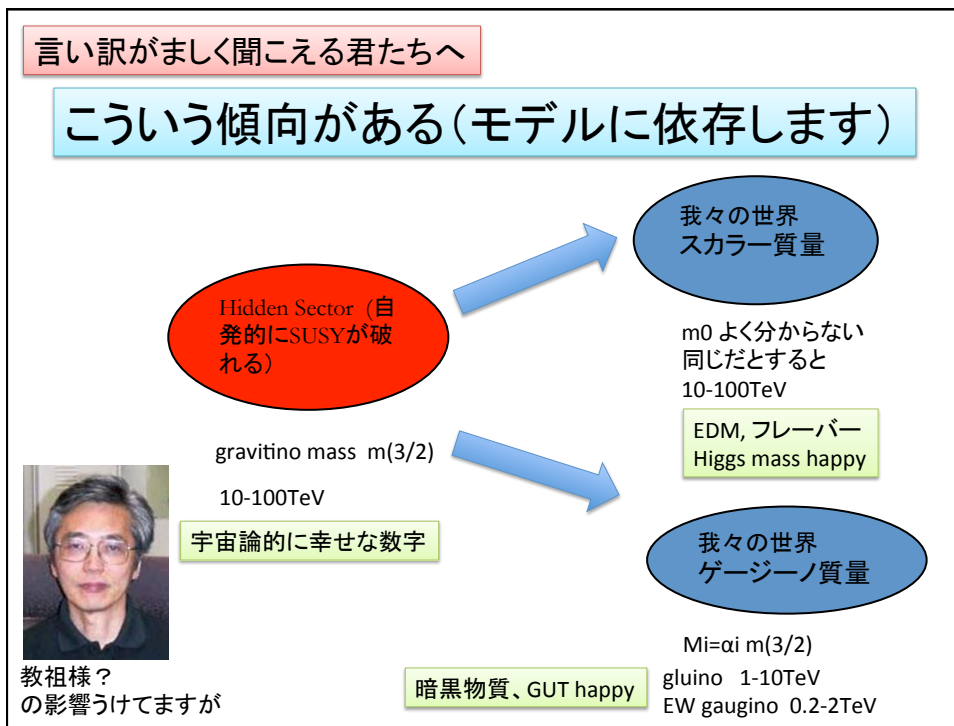 言い訳がましく聞こえる君たちへ
こういう傾向がある（モデルに依存します）
我々の世界
スカラー質量
Hidden Sector (自
発的にSUSYが破
れる）
m0 よく分からない
同じだとすると
10-100TeV
EDM, フレーバー
Higgs mass happy
gravitino mass m(3/2)
10-100TeV
宇宙論的に幸せな数字
我々の世界
ゲージーノ質量
教祖様？
の影響うけてますが
Mi=αi m(3/2)
暗黒物質、GUT happy
gluino 1-10TeV
EW gaugino 0.2-2TeV